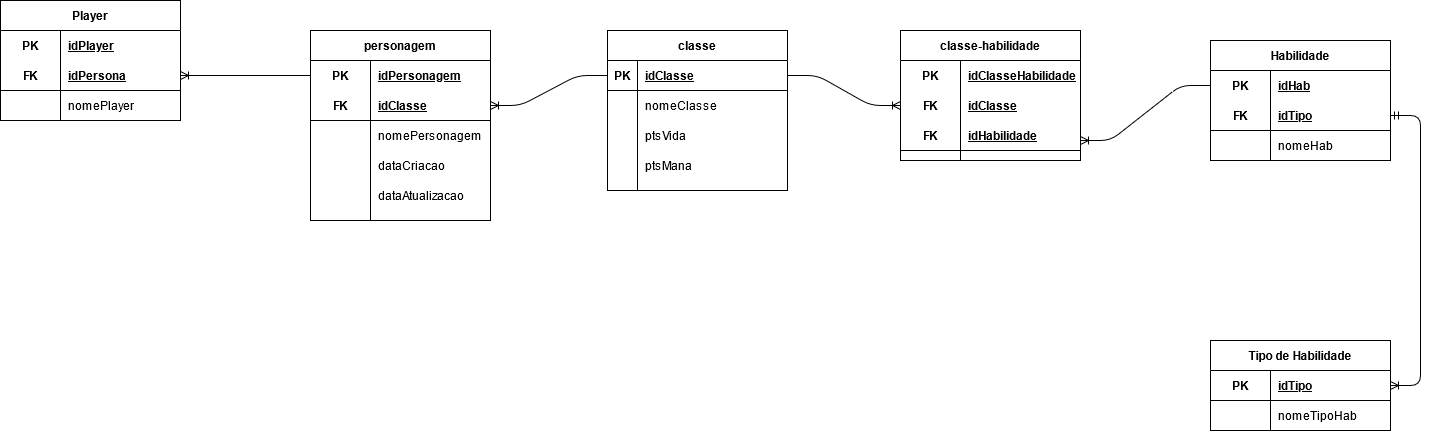 Player
PK idPlayer
FK idPersona
nomePlayer
personagem
PK idPersonagem
FK idClasse
nomePersonagem
dataCriacao
dataAtualizacao
classe
PK idClasse
nomeClasse
ptsVida
ptsMana
classe-habilidade
PK idClasseHabilidade
FK idClasse
FK idHabilidade
Habilidade
PK idHab
FK idTipo
nomeHab
Tipo de Habilidade
PK idTipo
nomeTipoHab